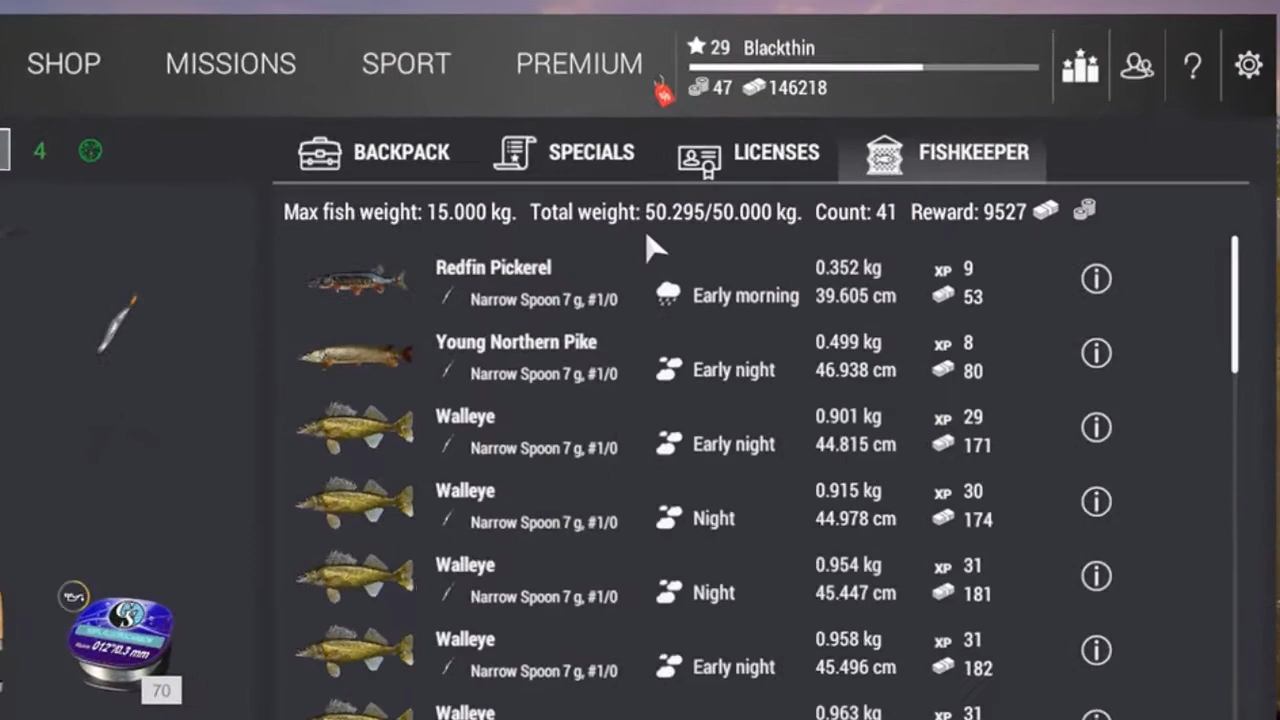 SHOP MISSIONS SPORT PREMIUM
29 Blackthin
47 146218
4
BACKPACK SPECIALS LICENSES FISHKEEPER
Max fish weight: 15.000 kg. Total weight: 50.295/50.000 kg. Count: 41 Reward: 9527
Redfin Pickerel 0.352 kg XP 9
Narrow Spoon 7 g, #1/0 Early morning 39.605 cm 53
Young Northern Pike 0.499 kg XP 8
Narrow Spoon 7 g, #1/0 Early night 46.938 cm 80
Walleye 0.901 kg XP 29
Narrow Spoon 7 g, #1/0 Early night 44.815 cm 171
Walleye 0.915 kg XP 30
Narrow Spoon 7 g, #1/0 Night 44.978 cm 174
Walleye 0.954 kg XP 31
Narrow Spoon 7 g, #1/0 Night 45.447 cm 181
Walleye 0.958 kg XP 31
Narrow Spoon 7 g, #1/0 Early night 45.496 cm 182
Walleye 0.963 kg XP 31
70